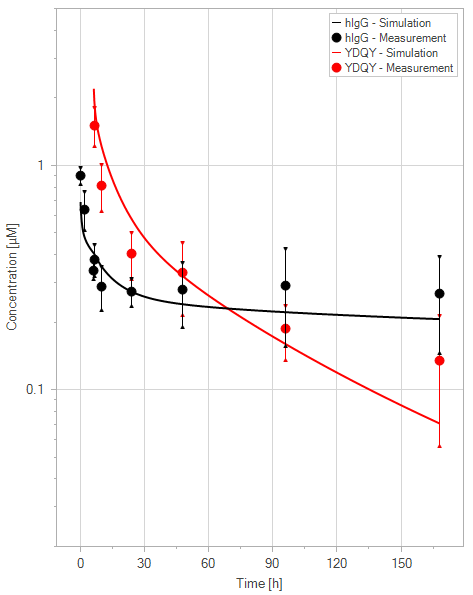 hIgG - Simulation
hIgG - Measurement
YDQY - Simulation
YDQY - Measurement
1
0.1
Concentration [µM]
0 30 60 90 120 150
Time [h]